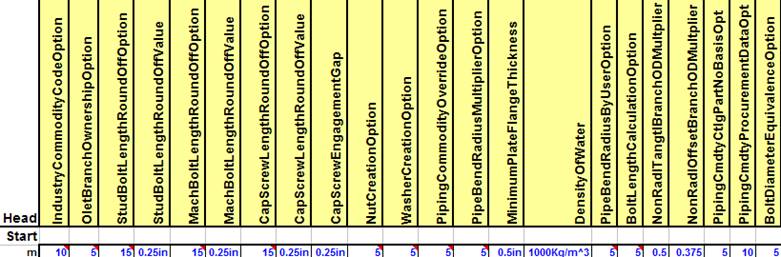 Head
IndustryCommodityCodeOption
OletBranchOwnershipOption
StudBoltLengthRoundOffOption
StudBoltLengthRoundOffValue
MachBoltLengthRoundOffOption
MachBoltLengthRoundOffValue
CapScrewLengthRoundOffOption
CapScrewLengthRoundOffValue
CapScrewEngagementGap
NutCreationOption
WasherCreationOption
PipingCommodityOverrideOption
PipeBendRadiusMultiplierOption
MinimumPlateFlangeThickness
DensityOfWater
PipeBendRadiusByUserOption
BoltLengthCalculationOption
NonRadlTangtlBranchODMultplier
NonRadlOffsetBranchODMultplier
PipingCmdtyCtlgPartNoBasisOpt
PipingCmdtyProcurementDataOpt
BoltDiameterEquivalenceOption
Start
m 10 5 15 0.25in 15 0.25in 15 0.25in 0.25in 5 5 5 5 0.5in 1000Kg/m^3 5 5 0.5 0.375 5 10 5